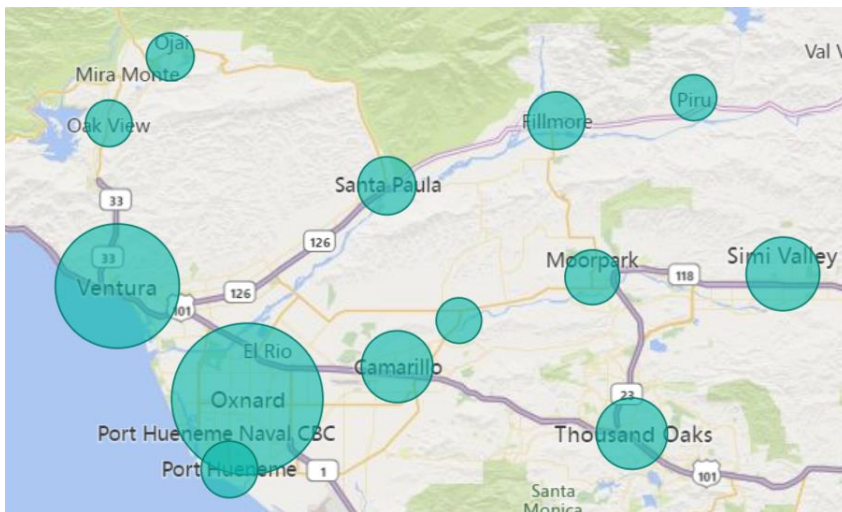 Ojai
Val V
Mira Monte
Piru
Oak View
Fillmore
Santa Paula
33
126
33
Moorpark
Simi Valley
118
Ventura
126
101
El Rio
Camarillo
23
Oxnard
Port Hueneme Naval CBC
Thousand Oaks
Port Hueneme
1
101
Santa
Monica